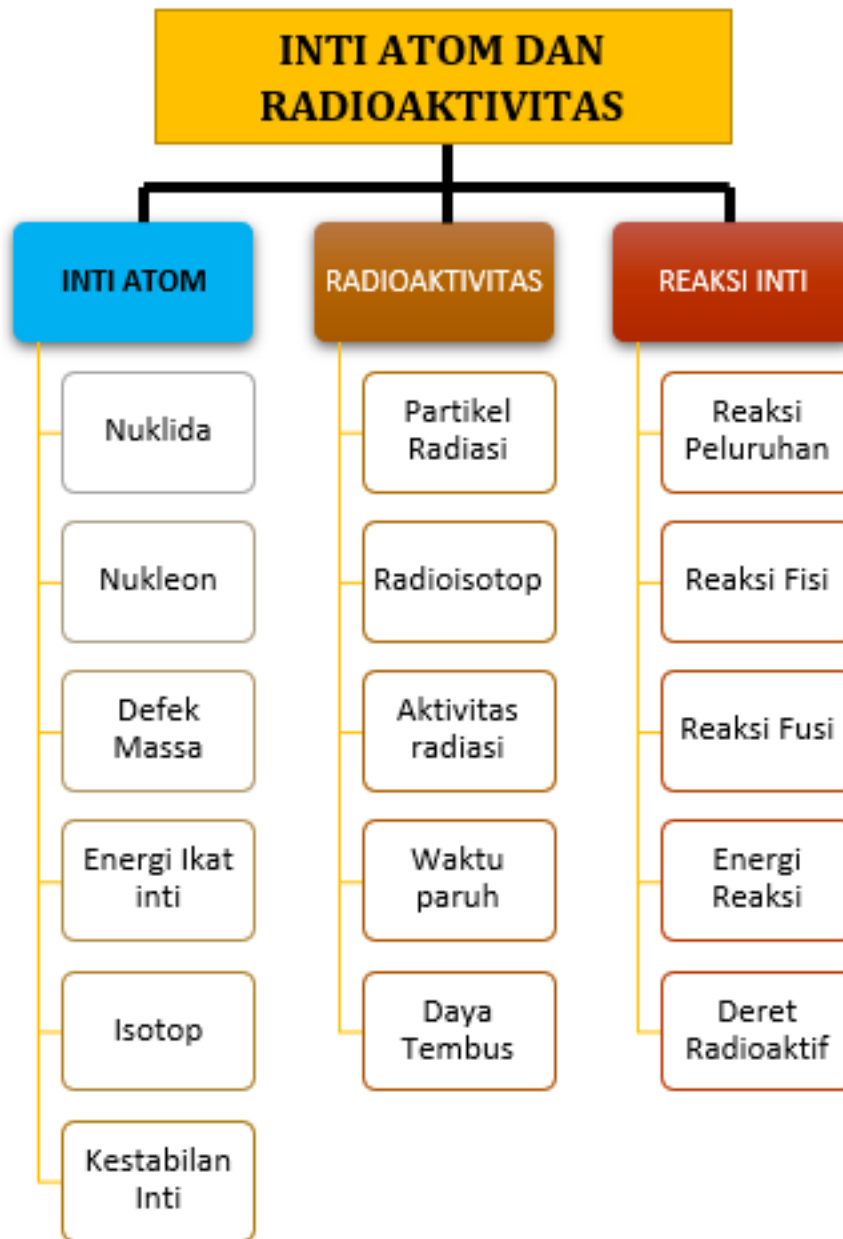 INTI ATOM DAN
RADIOAKTIVITAS
INTI ATOM
Nuklida
Nukleon
Defek
Massa
Energi Ikat
inti
Isotop
Kestabilan
Inti
RADIOAKTIVITAS
Partikel
Radiasi
Radioisotop
Aktivitas
radiasi
Waktu
paruh
Daya
Tembus
REAKSI INTI
Reaksi
Peluruhan
Reaksi Fisi
Reaksi Fusi
Energi
Reaksi
Deret
Radioaktif